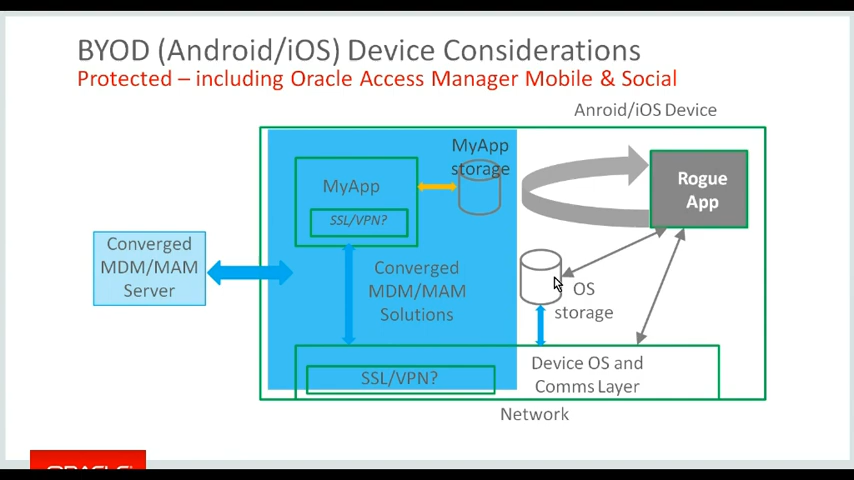 BYOD (Android/iOS) Device Considerations
Protected – including Oracle Access Manager Mobile & Social
Anroid/iOS Device
MyApp
storage
MyApp
SSL/VPN?
Rogue
App
Converged
MDM/MAM
Server
Converged
MDM/MAM
Solutions
OS
storage
Device OS and
Comms Layer
SSL/VPN?
Network
ORACLE